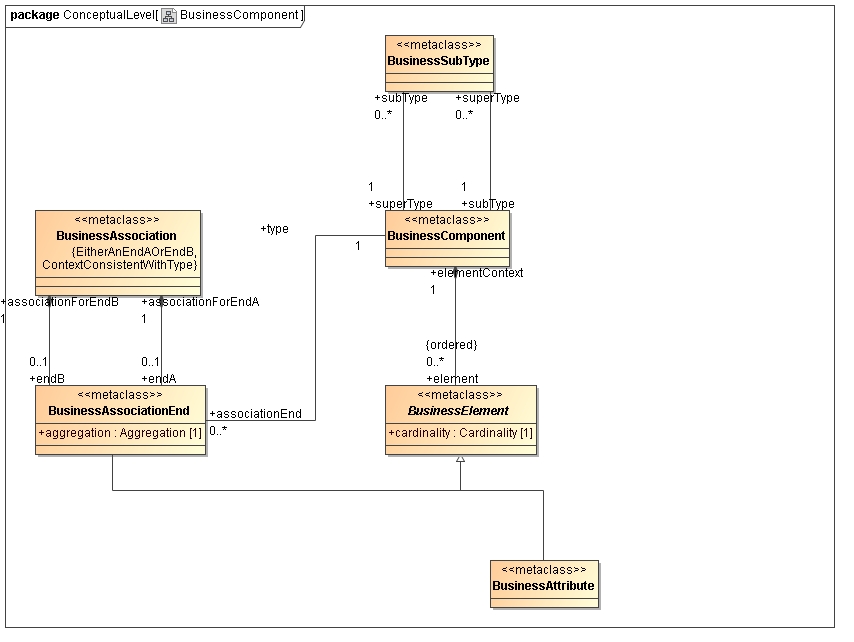 package ConceptualLevel[ BusinessComponent]
<<metaclass>>
BusinessSubType
+subType
+superType
0..*
0..*
1
1
+superType
+subType
<<metaclass>>
BusinessAssociation
{EitherAnEndAOrEndB,
ContextConsistentWithType}
+type
1
<<metaclass>>
BusinessComponent
+elementContext
1
+associationForEndB
+associationForEndA
1
1
{ordered}
0..1
0..1
0..*
+endB
+endA
+element
<<metaclass>>
BusinessAssociationEnd
+aggregation : Aggregation [1]
+associationEnd
0..*
<<metaclass>>
BusinessElement
+cardinality : Cardinality [1]
<<metaclass>>
BusinessAttribute